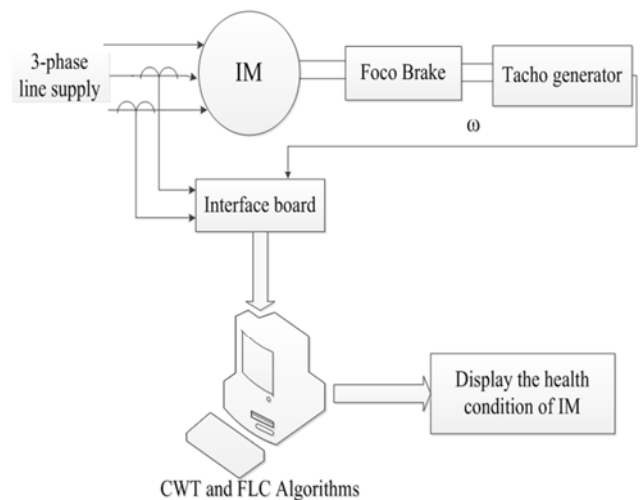 3-phase
line supply
IM
Foco Brake
Tacho generator
ω
Interface board
Display the health
condition of IM
CWT and FLC Algorithms